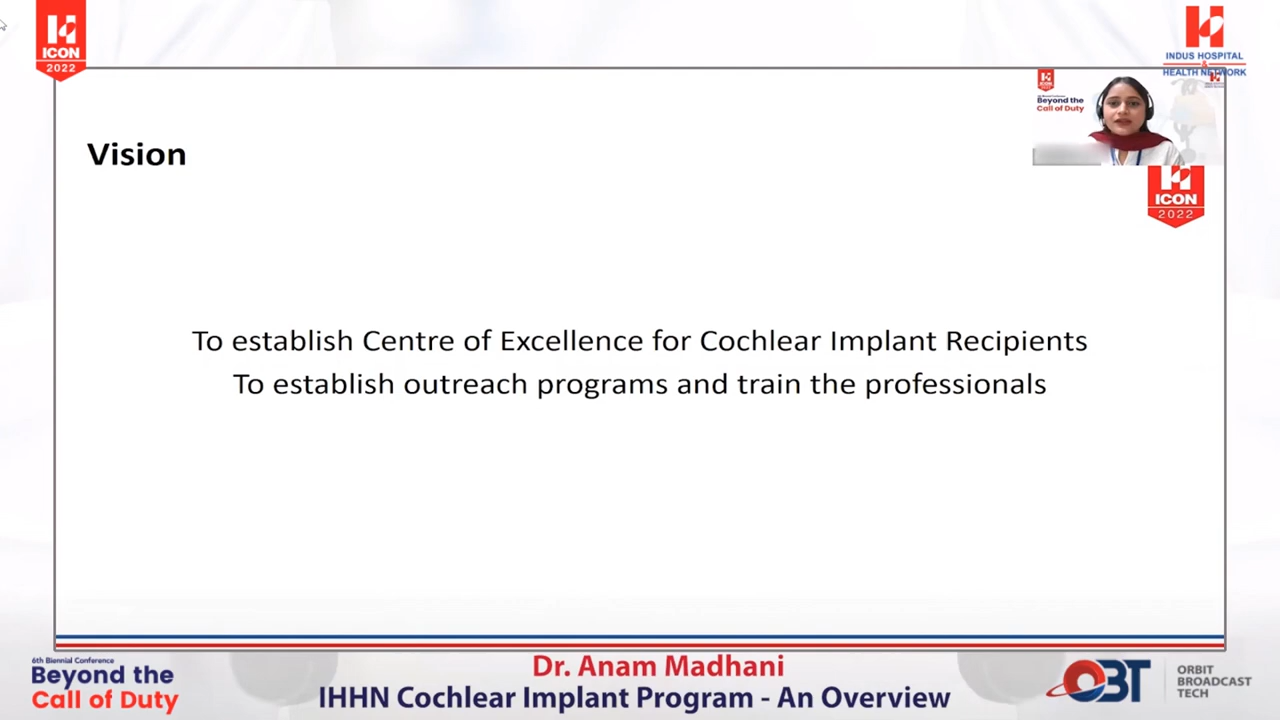 ICON
2022
INDUS HOSPITAL
&
HEALTH NETWORK
Beyond the
Call of Duty
ICON
2022
Vision
To establish Centre of Excellence for Cochlear Implant Recipients
To establish outreach programs and train the professionals
6th Biennial Conference
Beyond the
Call of Duty
Dr. Anam Madhani
IHHN Cochlear Implant Program - An Overview
OBT
ORBIT
BROADCAST
TECH